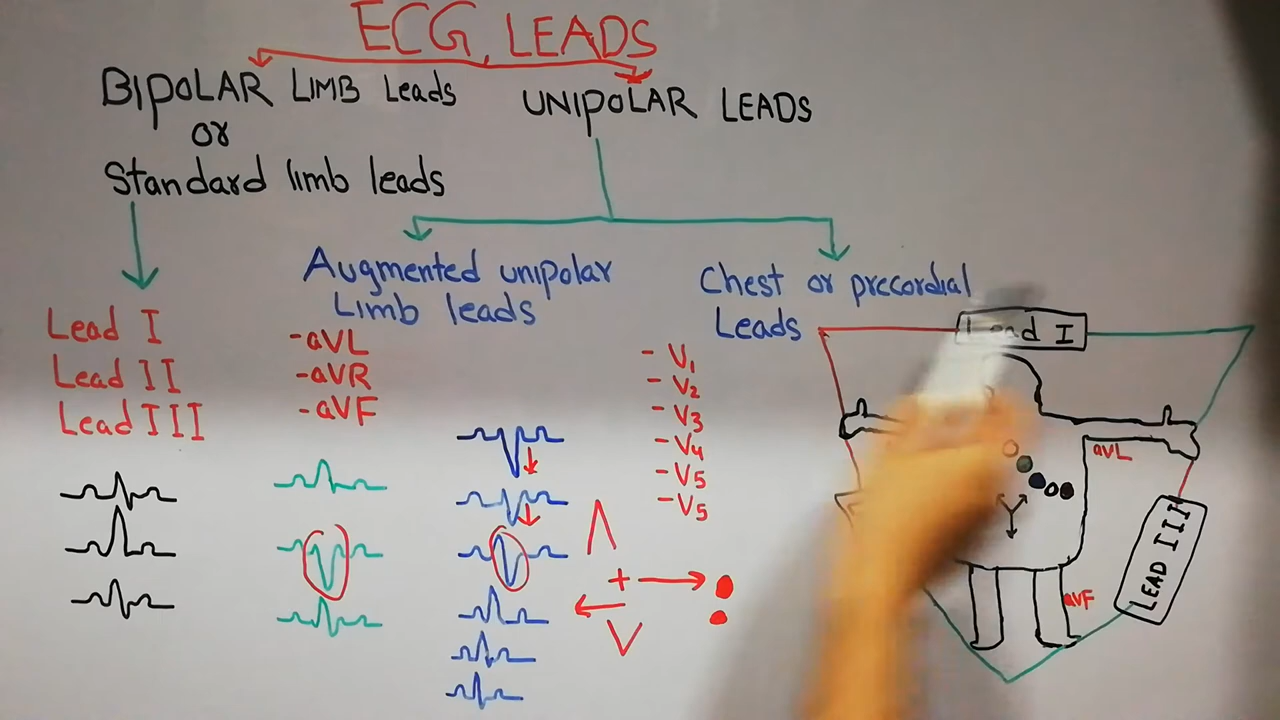 ECG LEADS
BIPOLAR LIMB Leads
or
Standard limb leads
UNIPOLAR LEADS
Augmented unipolar
Limb leads
Chest or precordial
Leads
Lead I
Lead II
Lead III
-aVL
-aVR
-aVF
- V1
- V2
- V3
- V4
- V5
- V5
+
Lead I
aVL
LEAD III
aVF